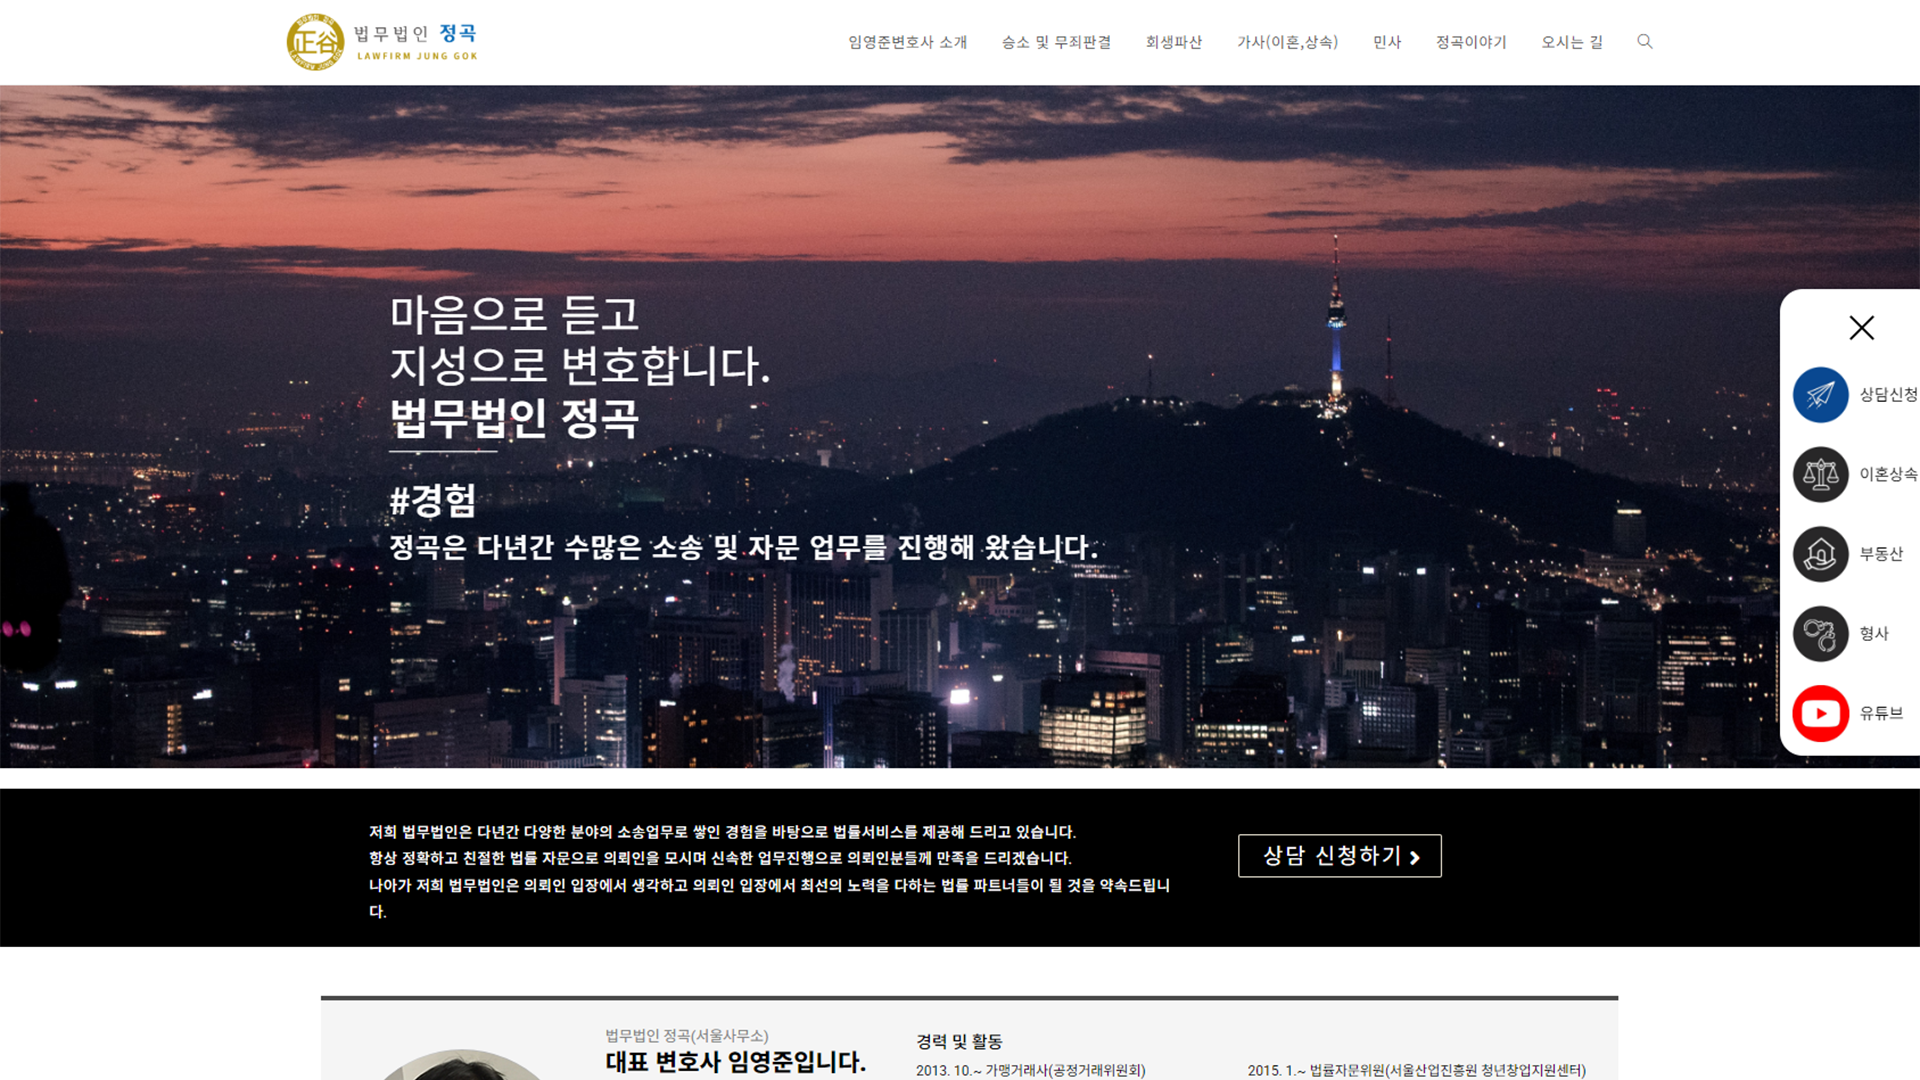 법무법인 정곡
正谷
LAWFIRM JUNG GOK
임영준변호사 소개
승소 및 무죄판결
회생파산
가사(이혼,상속)
민사
정곡이야기
오시는 길
마음으로 듣고
지성으로 변호합니다.
법무법인 정곡
#경험
정곡은 다년간 수많은 소송 및 자문 업무를 진행해 왔습니다.
상담신청
이혼상속
부동산
형사
유튜브
저희 법무법인은 다년간 다양한 분야의 소송업무로 쌓인 경험을 바탕으로 법률서비스를 제공해 드리고 있습니다.
항상 정확하고 친절한 법률 자문으로 의뢰인을 모시며 신속한 업무진행으로 의뢰인분들께 만족을 드리겠습니다.
나아가 저희 법무법인은 의뢰인 입장에서 생각하고 의뢰인 입장에서 최선의 노력을 다하는 법률 파트너들이 될 것을 약속드립니
다.
상담 신청하기
법무법인 정곡(서울사무소)
대표 변호사 임영준입니다.
경력 및 활동
2013. 10.~ 가맹거래사(공정거래위원회)
2015. 1.~ 법률자문위원(서울산업진흥원 청년창업지원센터)